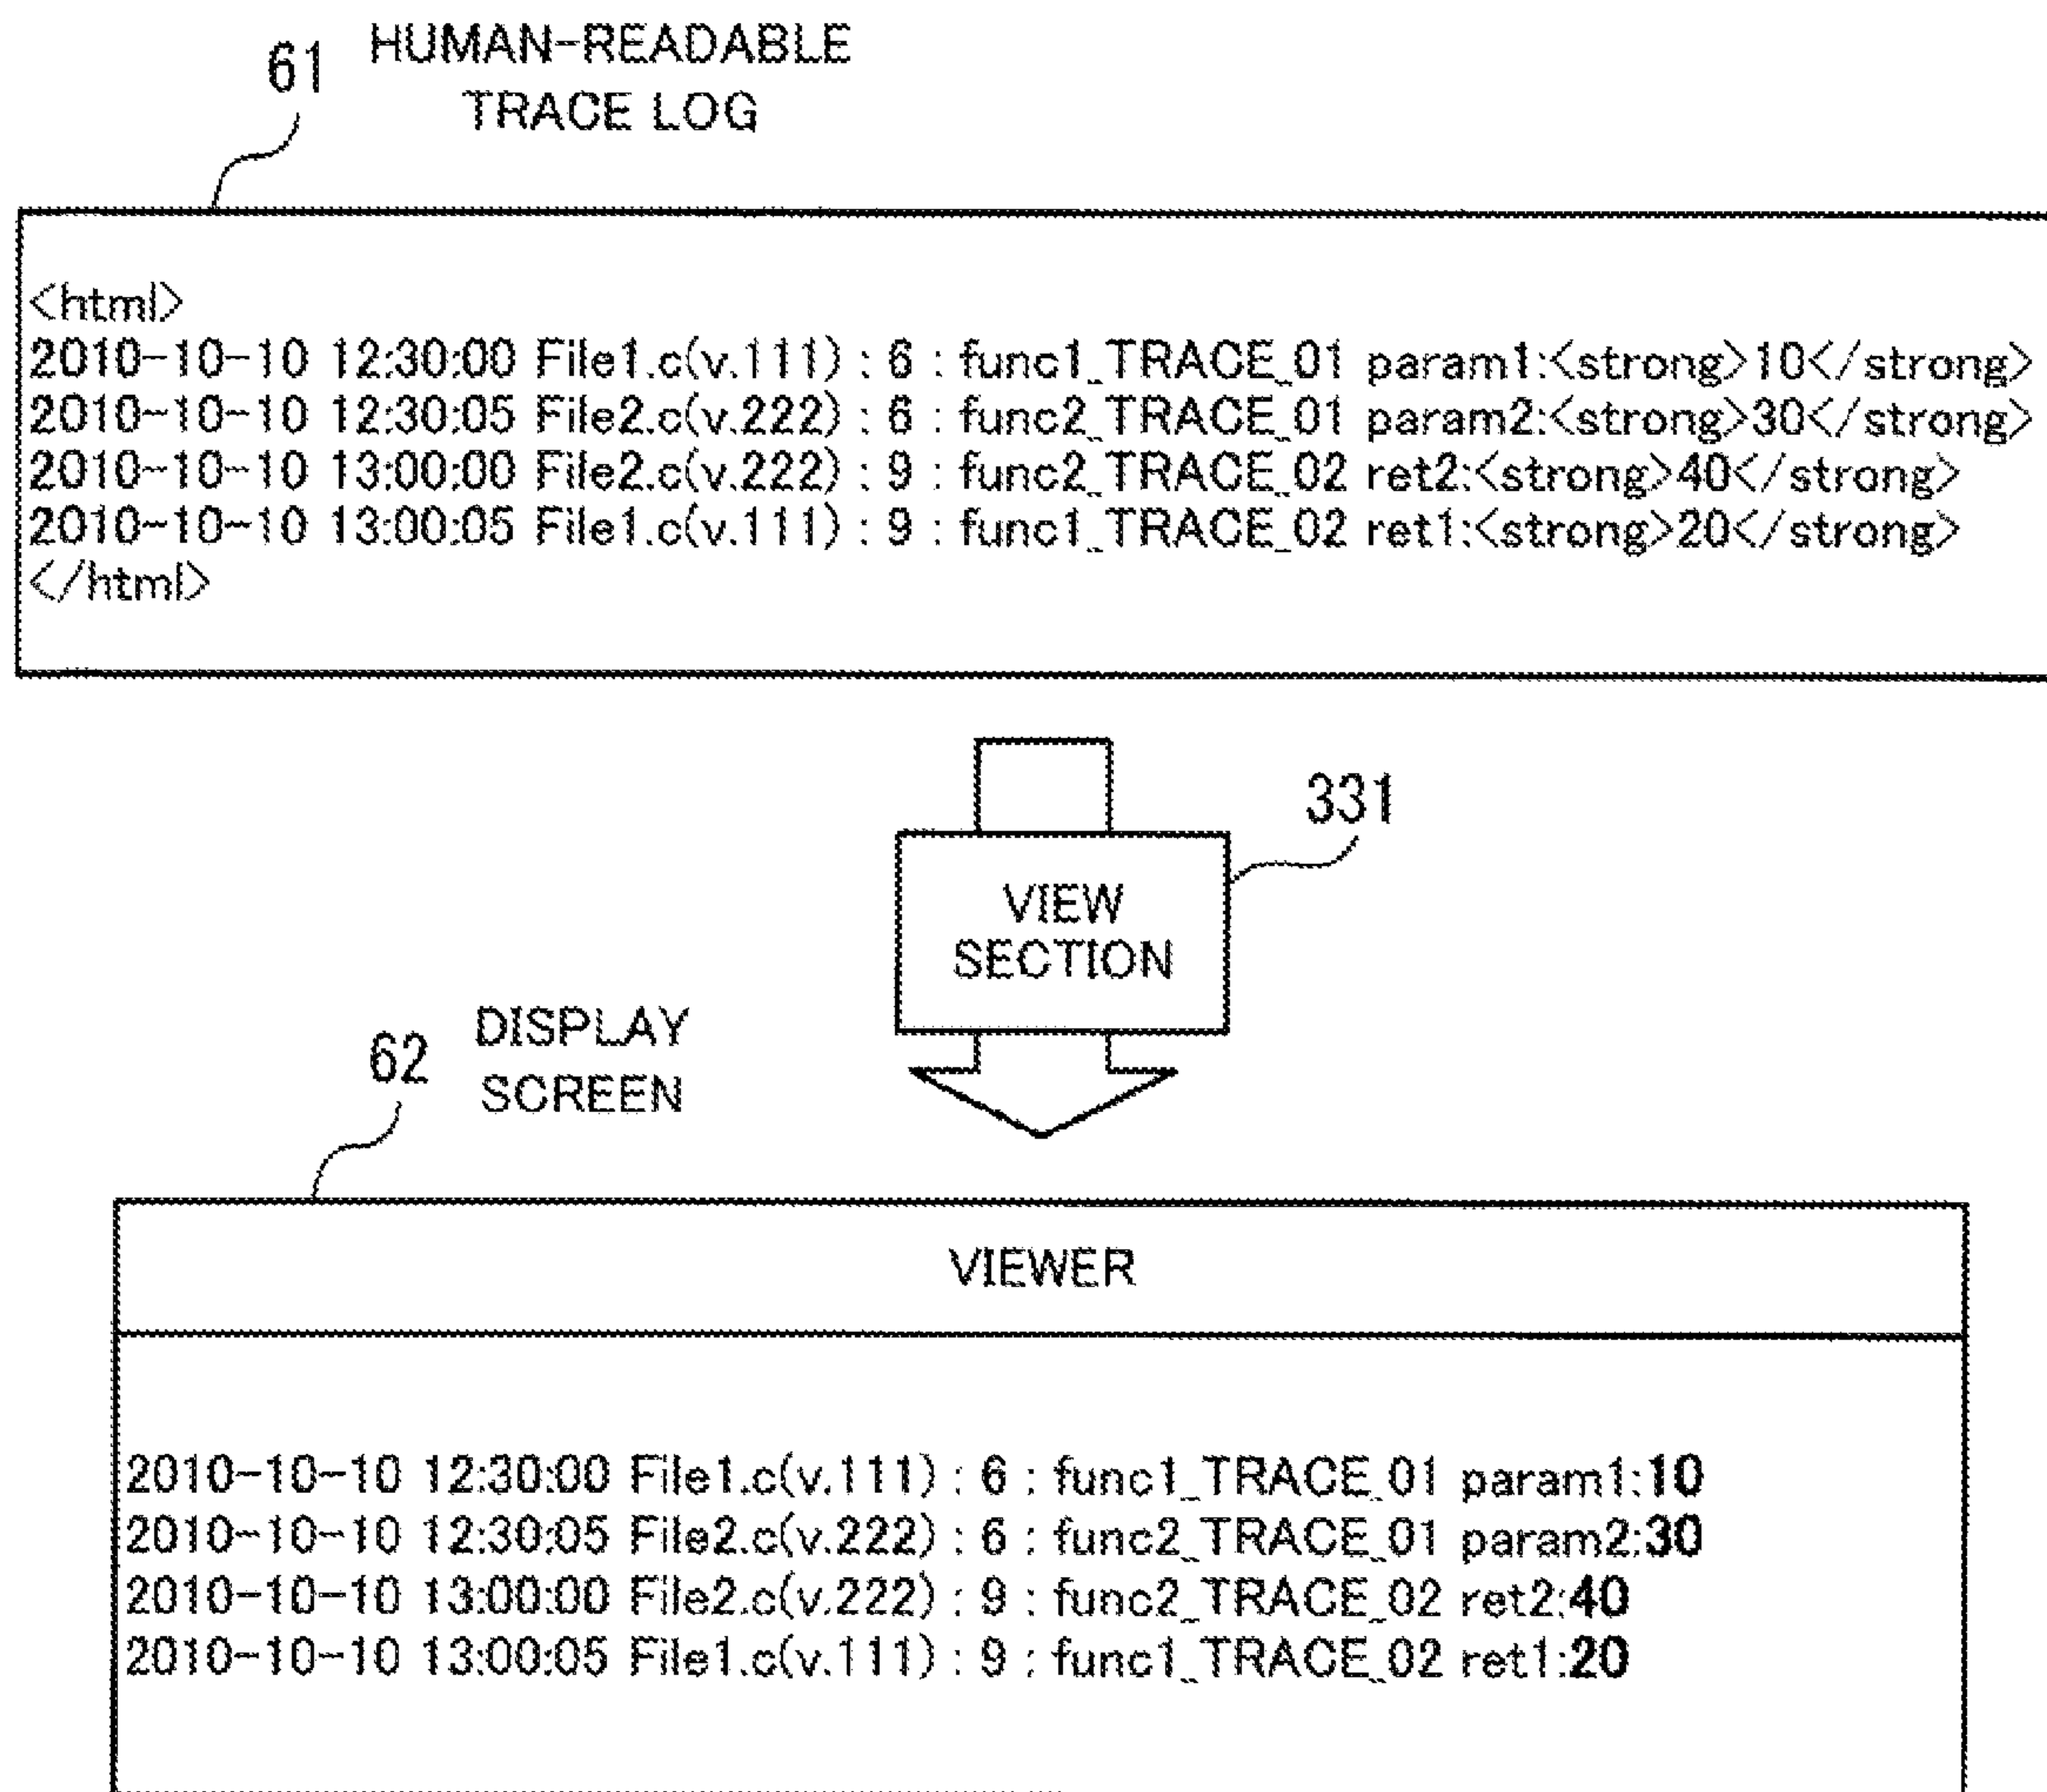 61 HUMAN-READABLE
TRACE LOG
<html>
2010-10-10 12:30:00 File1.c(v.111) : 6 : func1_TRACE_01 param1:<strong>10</strong>
2010-10-10 12:30:05 File2.c(v.222) : 6 : func2_TRACE_01 param2:<strong>30</strong>
2010-10-10 13:00:00 File2.c(v.222) : 9 : func2_TRACE_02 ret2:<strong>40</strong>
2010-10-10 13:00:05 File1.c(v.111) : 9 : func1_TRACE_02 ret1:<strong>20</strong>
</html>
331
VIEW
SECTION
62 DISPLAY
SCREEN
VIEWER
2010-10-10 12:30:00 File1.c(v.111) : 6 : func1_TRACE_01 param1:10
2010-10-10 12:30:05 File2.c(v.222) : 6 : func2_TRACE_01 param2:30
2010-10-10 13:00:00 File2.c(v.222) : 9 : func2_TRACE_02 ret2:40
2010-10-10 13:00:05 File1.c(v.111) : 9 : func1_TRACE_02 ret1:20